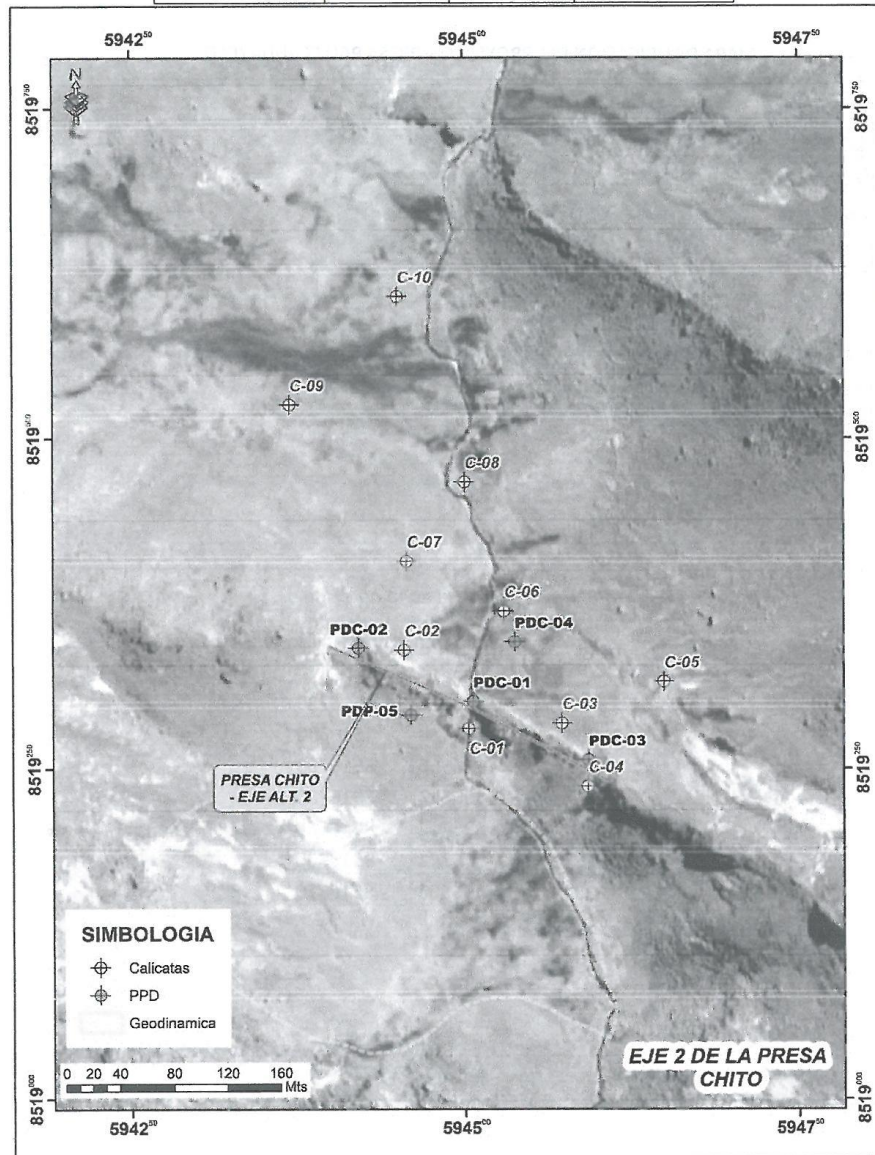 594250 594500 594750
8519750 8519750
N
C-10
C-09
8519500 8519500
C-08
C-07
C-06
PDC-02
C-02
PDC-04
C-05
PDC-01
PDP-05
C-03
C-01
PDC-03
C-04
8519250 8519250
PRESA CHITO
- EJE ALT. 2
SIMBOLOGIA
Calicatas
PPD
Geodinamica
0 20 40 80 120 160
Mts
EJE 2 DE LA PRESA
CHITO
8519000 8519000
594250 594500 594750